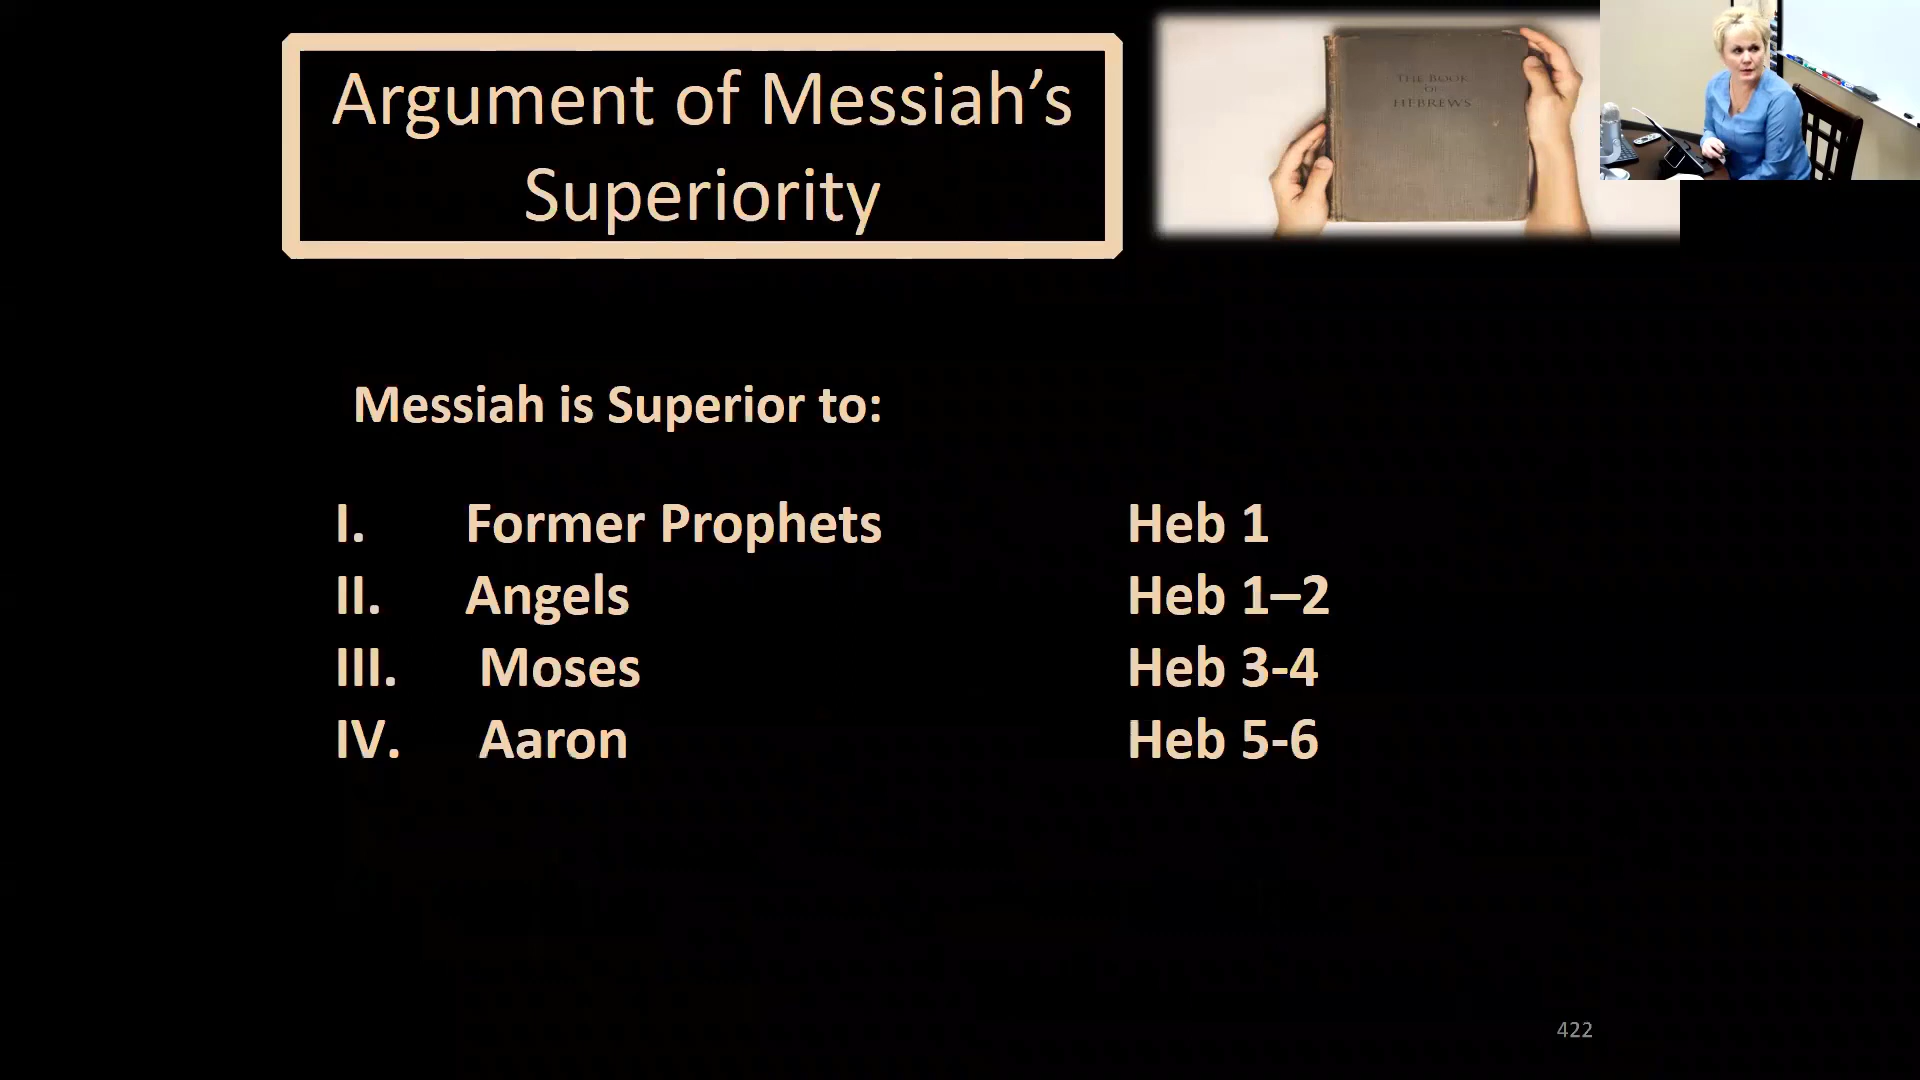 Argument of Messiah’s
Superiority
THE BOOK
OF
HEBREWS
Messiah is Superior to:
I. Former Prophets Heb 1
II. Angels Heb 1–2
III. Moses Heb 3-4
IV. Aaron Heb 5-6
422